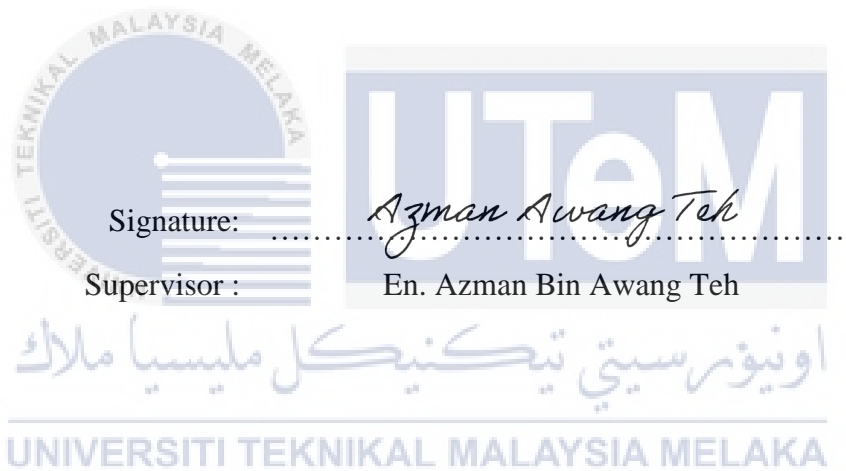 UNIVERSITI TEKNIKAL MALAYSIA MELAKA
UTeM
Signature: Azman Awang Teh
Supervisor : En. Azman Bin Awang Teh
اونيۏرسيتي تيكنيكل مليسيا ملاك
UNIVERSITI TEKNIKAL MALAYSIA MELAKA